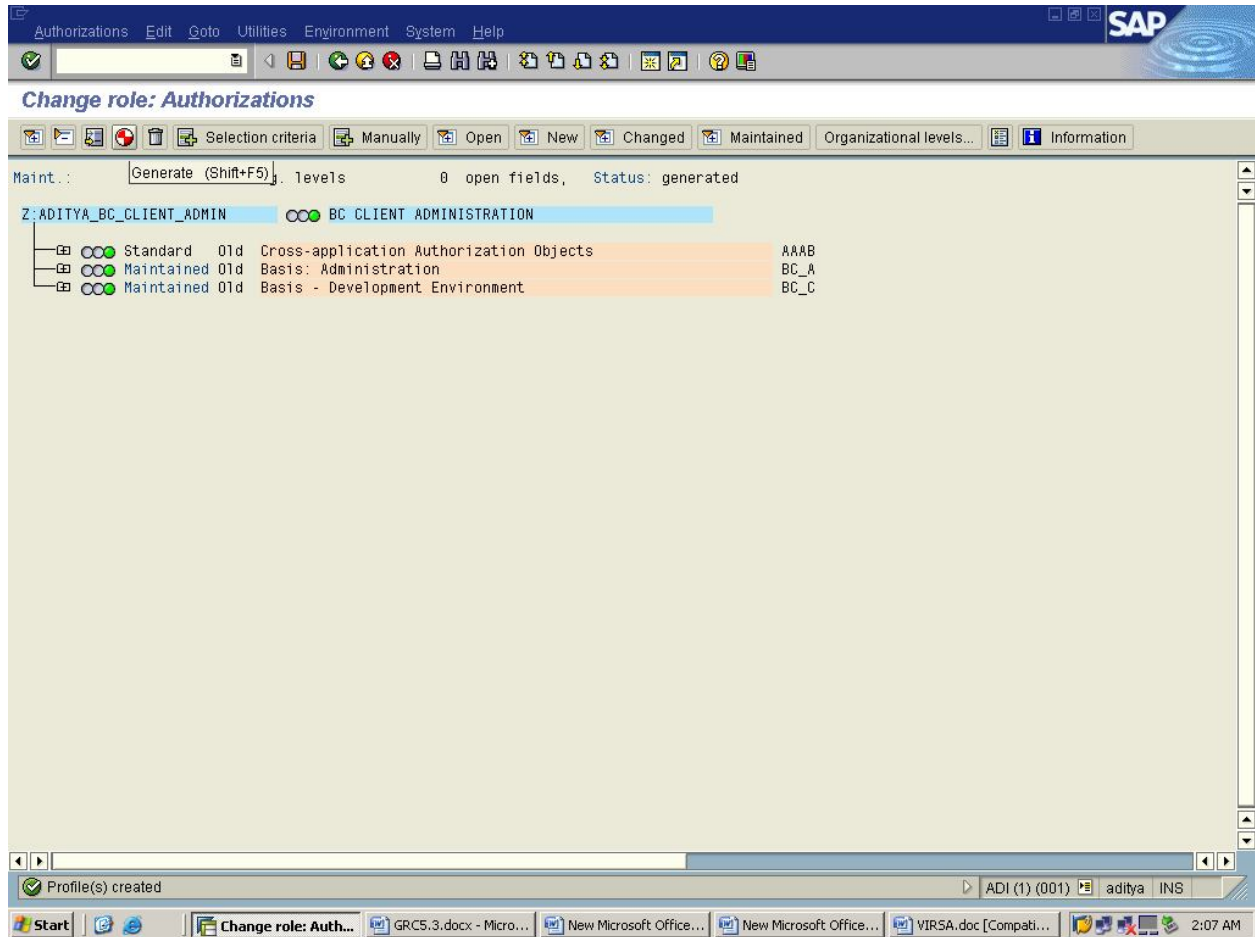 Authorizations Edit Goto Utilities Environment System Help
SAP
Change role: Authorizations
Selection criteria Manually Open New Changed Maintained Organizational levels... Information
Generate (Shift+F5)
Maint.: g. levels 0 open fields, Status: generated
Z:ADITYA_BC_CLIENT_ADMIN BC CLIENT ADMINISTRATION
Standard Old Cross-application Authorization Objects AAAB
Maintained Old Basis: Administration BC_A
Maintained Old Basis - Development Environment BC_C
Profile(s) created ADI (1) (001) aditya INS
Start Change role: Auth... GRC5.3.docx - Micro... New Microsoft Office... New Microsoft Office... VIRSA.doc [Compati... 2:07 AM